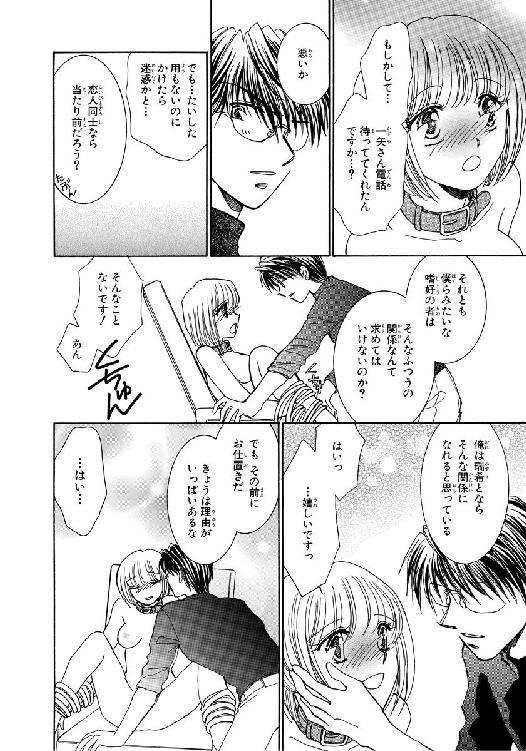 もしかして…
一矢さん電話
待っててくれたん
ですか…?
悪いか
でも…たいした
用もないのに
かけたら
迷惑かと…
恋人同士なら
当たり前だろう?
それとも
僕らみたいな
嗜好の者は
そんなふつうの
関係なんて
求めては
いけないのか?
そんなこと
ないです!
あん
くちゅん
俺は瑞希となら
そんな関係に
なれると思っている
はいっ
…嬉しいですっ
でも その前に
お仕置きだ
きょうは理由が
いっぱいあるな
…はい…